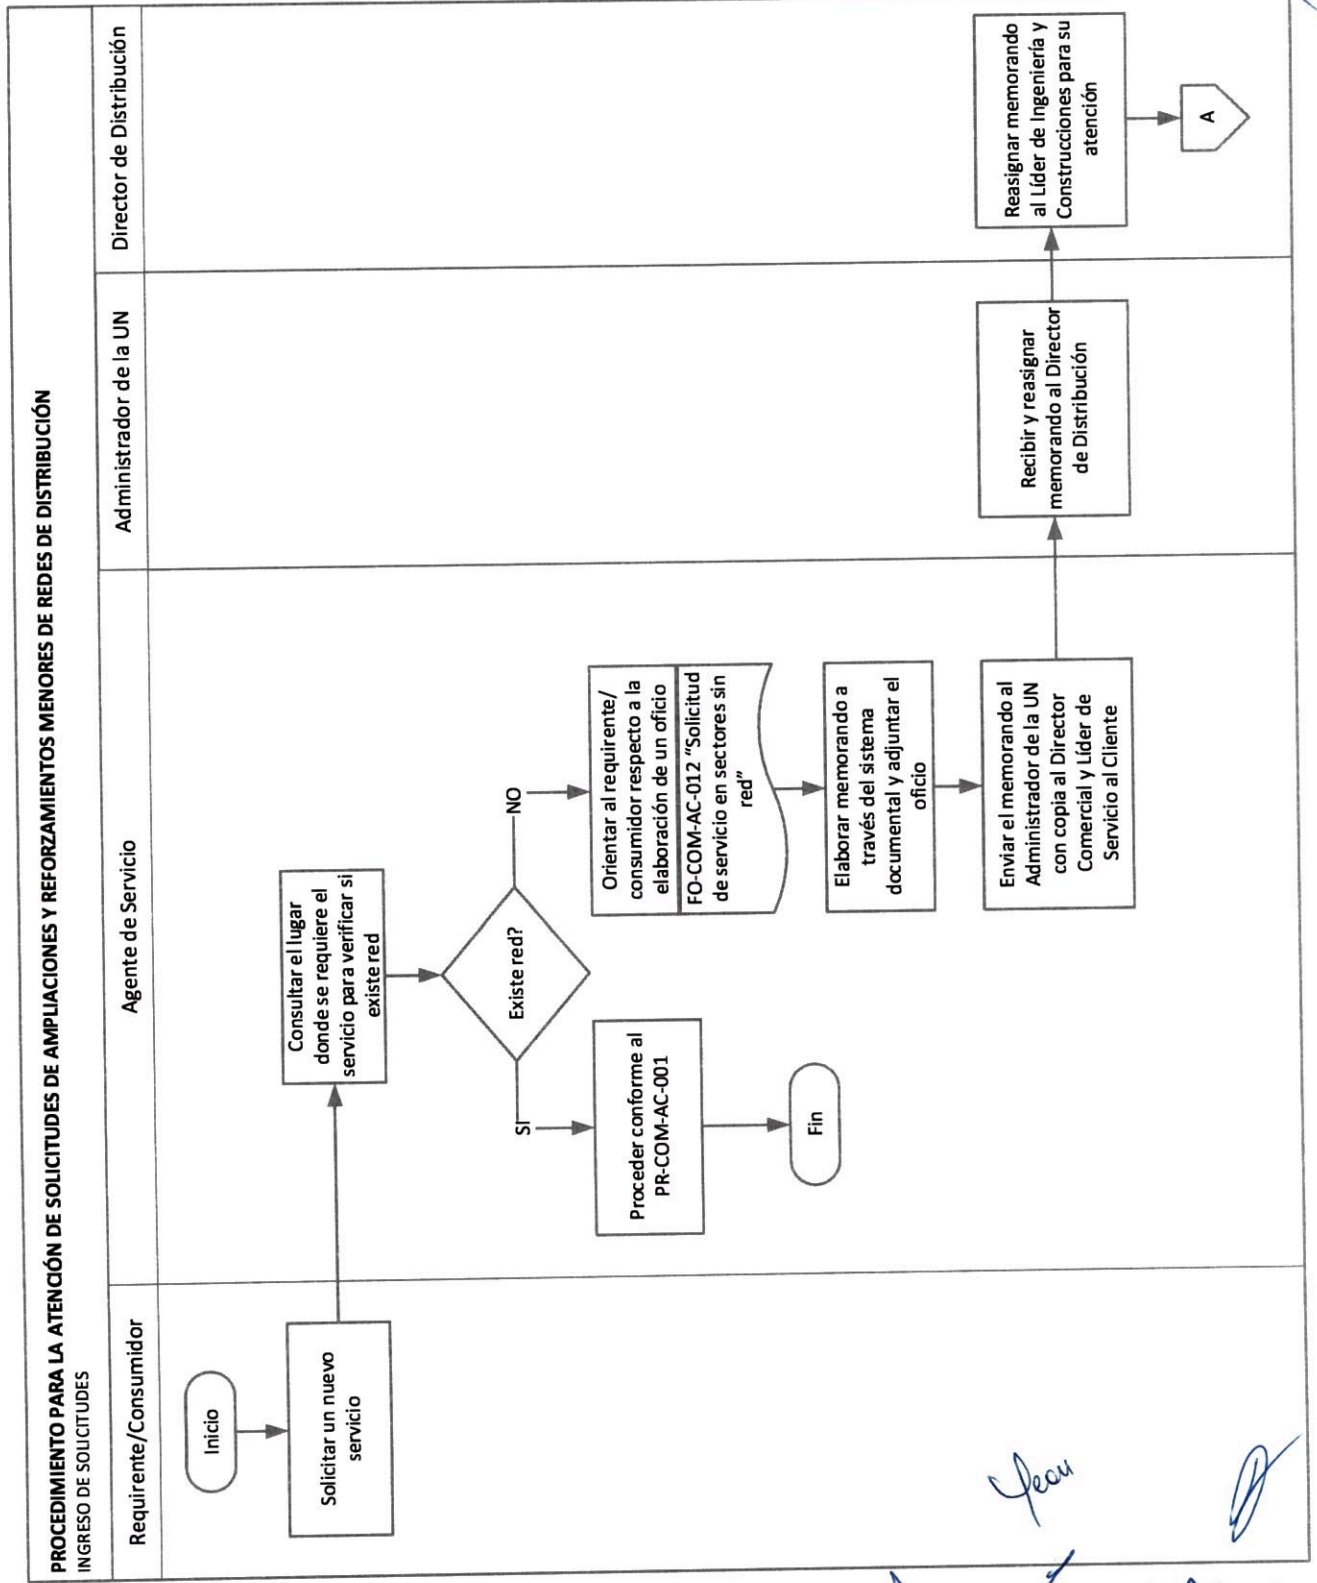 PROCEDIMIENTO PARA LA ATENCIÓN DE SOLICITUDES DE AMPLIACIONES Y REFORZAMIENTOS MENORES DE REDES DE DISTRIBUCIÓN
INGRESO DE SOLICITUDES
Requirente/Consumidor
Agente de Servicio
Administrador de la UN
Director de Distribución
Inicio
Solicitar un nuevo
servicio
Consultar el lugar
donde se requiere el
servicio para verificar si
existe red
Existe red?
SI
NO
Proceder conforme al
PR-COM-AC-001
Fin
Orientar al requirente/
consumidor respecto a la
elaboración de un oficio
FO-COM-AC-012 "Solicitud
de servicio en sectores sin
red"
Elaborar memorando a
través del sistema
documental y adjuntar el
oficio
Enviar el memorando al
Administrador de la UN
con copia al Director
Comercial y Líder de
Servicio al Cliente
Recibir y reasignar
memorando al Director
de Distribución
Reasignar memorando
al Líder de Ingeniería y
Construcciones para su
atención
A